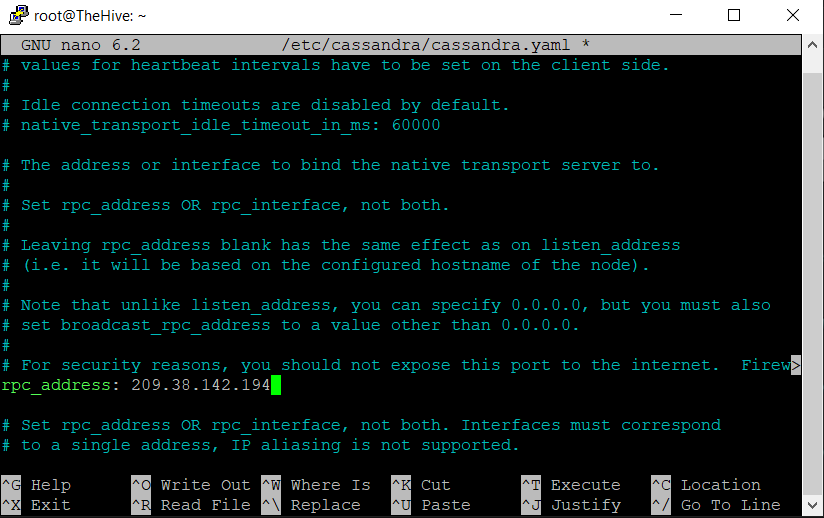 root@TheHive: ~
GNU nano 6.2 /etc/cassandra/cassandra.yaml *
# values for heartbeat intervals have to be set on the client side.
#
# Idle connection timeouts are disabled by default.
# native_transport_idle_timeout_in_ms: 60000
# The address or interface to bind the native transport server to.
#
# Set rpc_address OR rpc_interface, not both.
#
# Leaving rpc_address blank has the same effect as on listen_address
# (i.e. it will be based on the configured hostname of the node).
#
# Note that unlike listen_address, you can specify 0.0.0.0, but you must also
# set broadcast_rpc_address to a value other than 0.0.0.0.
#
# For security reasons, you should not expose this port to the internet.  Firew>
rpc_address: 209.38.142.194
# Set rpc_address OR rpc_interface, not both. Interfaces must correspond
# to a single address, IP aliasing is not supported.
^G Help ^O Write Out ^W Where Is ^K Cut ^T Execute ^C Location
^X Exit ^R Read File ^\ Replace ^U Paste ^J Justify ^/ Go To Line